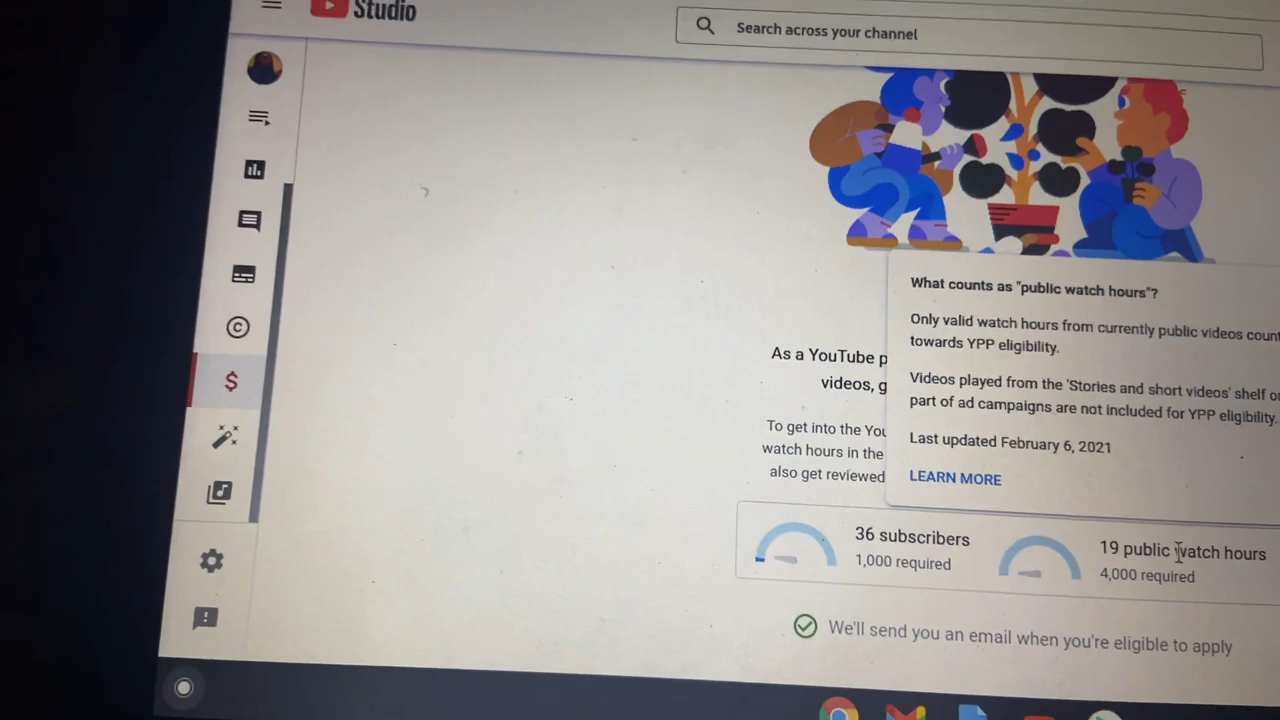 Studio
Search across your channel
What counts as "public watch hours"?
Only valid watch hours from currently public videos count
towards YPP eligibility.
Videos played from the 'Stories and short videos' shelf or
part of ad campaigns are not included for YPP eligibility.
Last updated February 6, 2021
LEARN MORE
As a YouTube p
videos, g
To get into the You
watch hours in the
also get reviewed
36 subscribers
1,000 required
19 public watch hours
4,000 required
We'll send you an email when you're eligible to apply